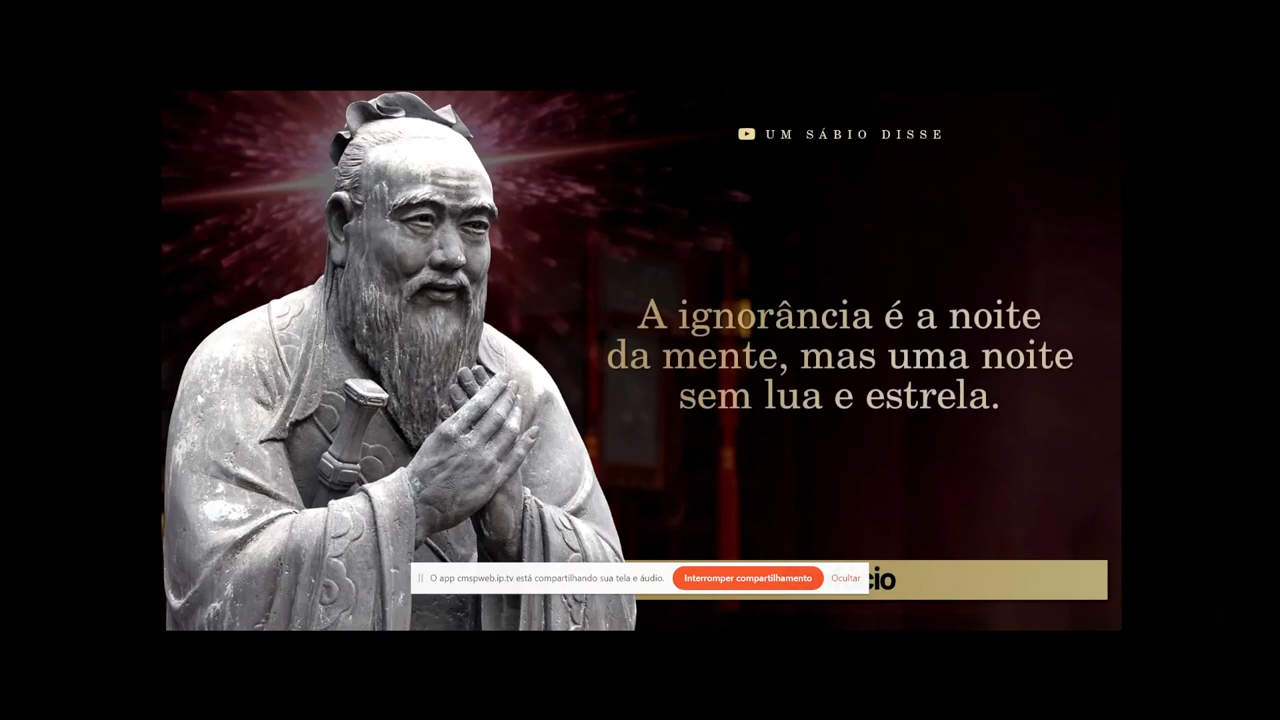 UM SÁBIO DISSE
A ignorância é a noite
da mente, mas uma noite
sem lua e estrela.
O app cmspweb.ip.tv está compartilhando sua tela e áudio. Interromper compartilhamento Ocultar